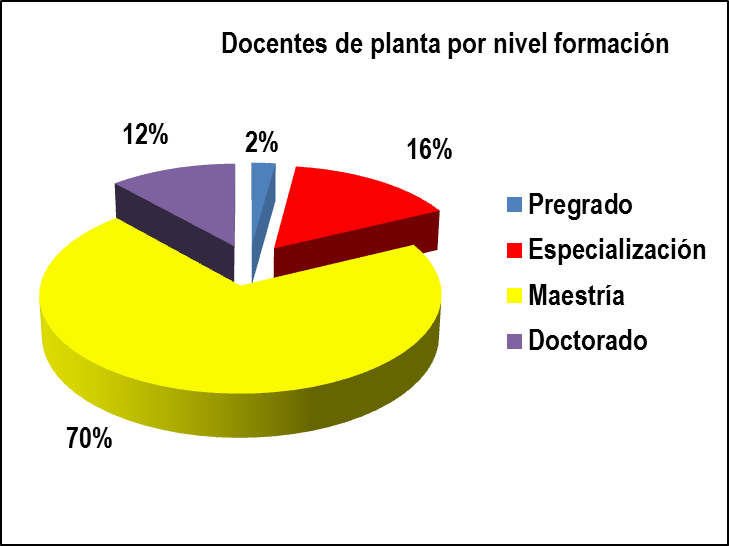 Docentes de planta por nivel formación
12%
2%
16%
70%
Pregrado
Especialización
Maestría
Doctorado